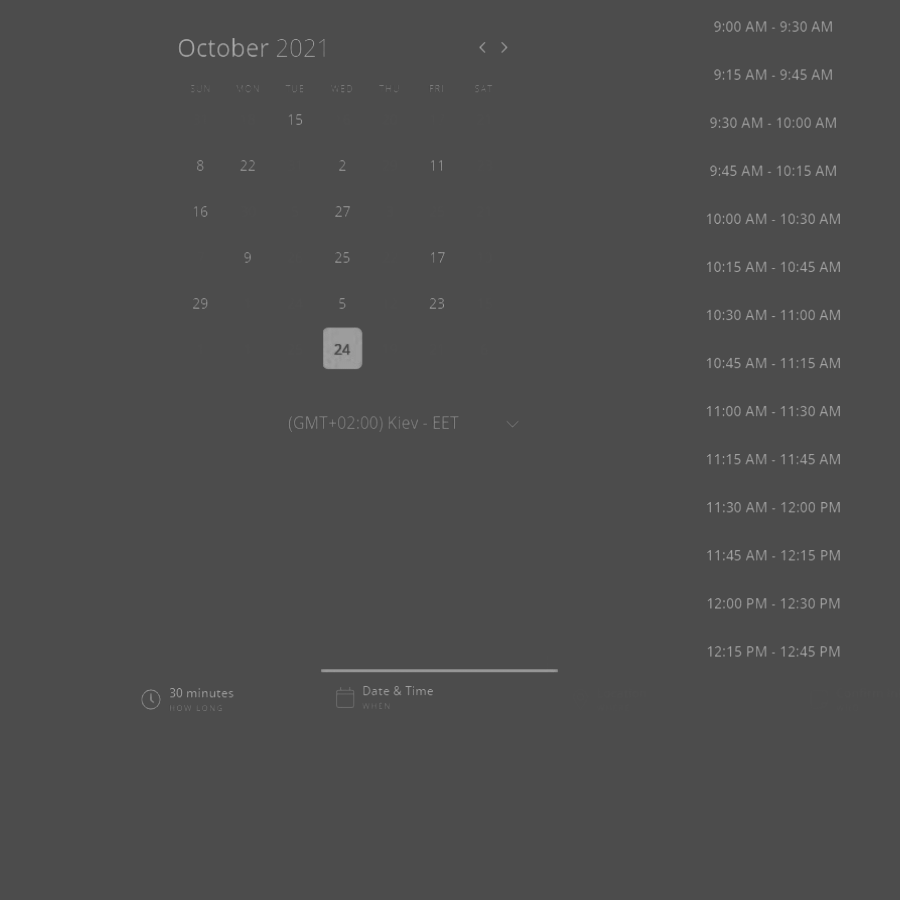 October 2021
SUN MON TUE WED THU FRI SAT
15
8 22 2 11
16 27
9 25 17
29 5 23
24
(GMT+02:00) Kiev - EET
9:00 AM - 9:30 AM
9:15 AM - 9:45 AM
9:30 AM - 10:00 AM
9:45 AM - 10:15 AM
10:00 AM - 10:30 AM
10:15 AM - 10:45 AM
10:30 AM - 11:00 AM
10:45 AM - 11:15 AM
11:00 AM - 11:30 AM
11:15 AM - 11:45 AM
11:30 AM - 12:00 PM
11:45 AM - 12:15 PM
12:00 PM - 12:30 PM
12:15 PM - 12:45 PM
30 minutes
HOW LONG
Date & Time
WHEN